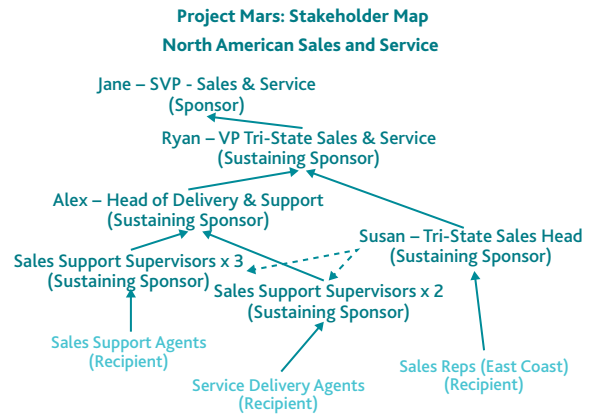 Project Mars: Stakeholder Map
North American Sales and Service
Jane – SVP - Sales & Service
(Sponsor)
Ryan – VP Tri-State Sales & Service
(Sustaining Sponsor)
Alex – Head of Delivery & Support
(Sustaining Sponsor)
Susan – Tri-State Sales Head
(Sustaining Sponsor)
Sales Support Supervisors x 3
(Sustaining Sponsor)
Sales Support Supervisors x 2
(Sustaining Sponsor)
Sales Support Agents
(Recipient)
Service Delivery Agents
(Recipient)
Sales Reps (East Coast)
(Recipient)